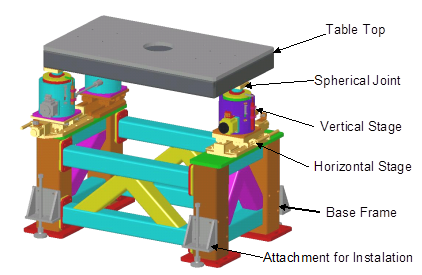 Table Top
Spherical Joint
Vertical Stage
Horizontal Stage
Base Frame
Attachment for Instalation